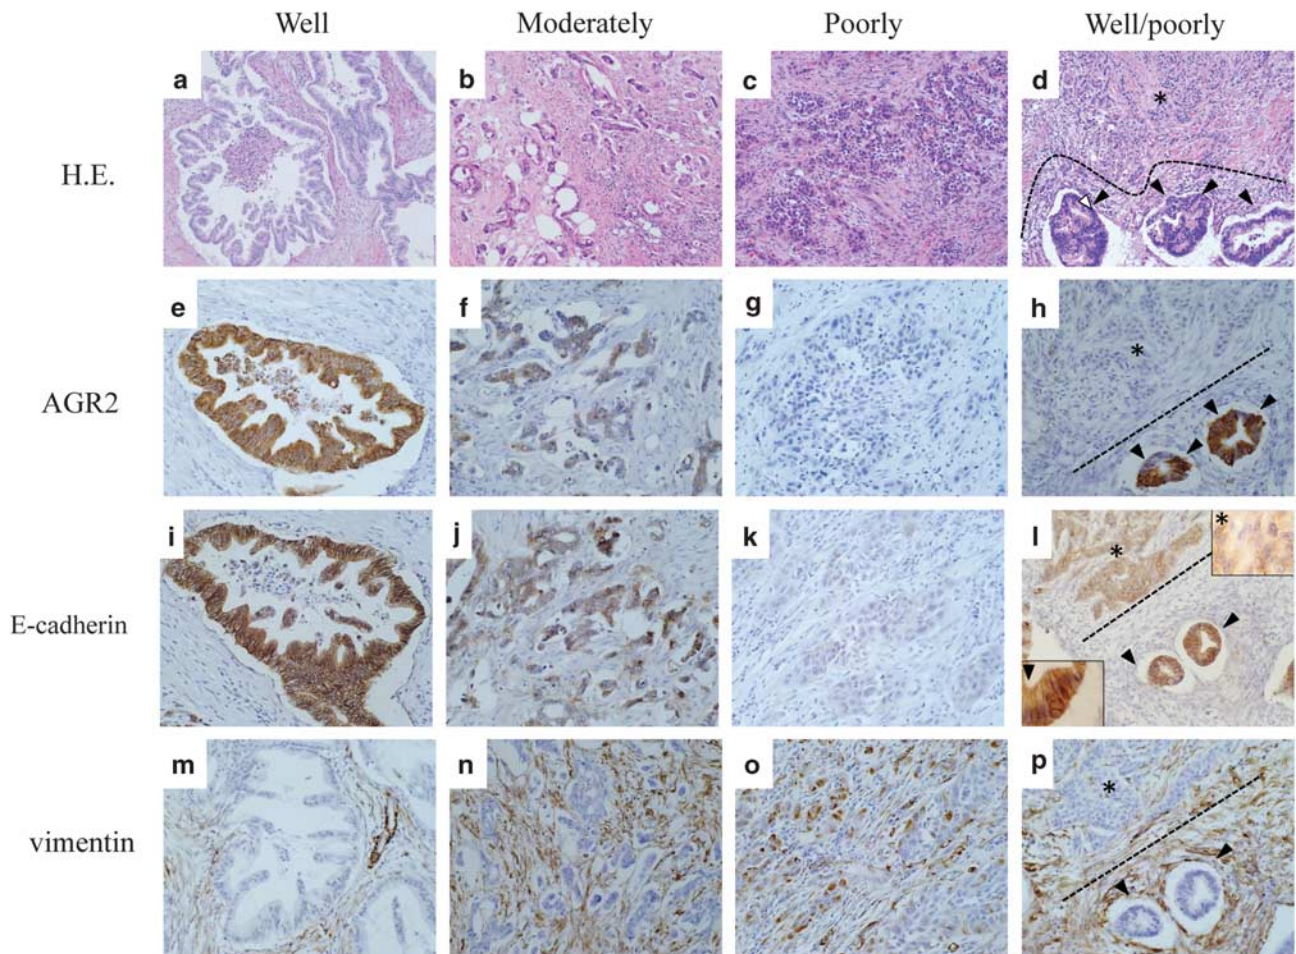 Well Moderately Poorly Well/poorly
H.E. a b c d
*
AGR2 e f g h
*
E-cadherin i j k l
* *
vimentin m n o p
*